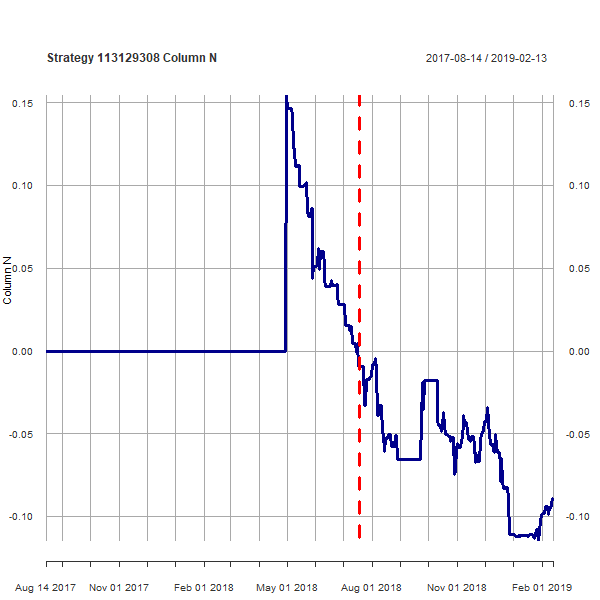 Strategy 113129308 Column N
2017-08-14 / 2019-02-13
0.15 0.15
0.10 0.10
0.05 0.05
0.00 0.00
-0.05 -0.05
-0.10 -0.10
Column N
Aug 14 2017 Nov 01 2017 Feb 01 2018 May 01 2018 Aug 01 2018 Nov 01 2018 Feb 01 2019